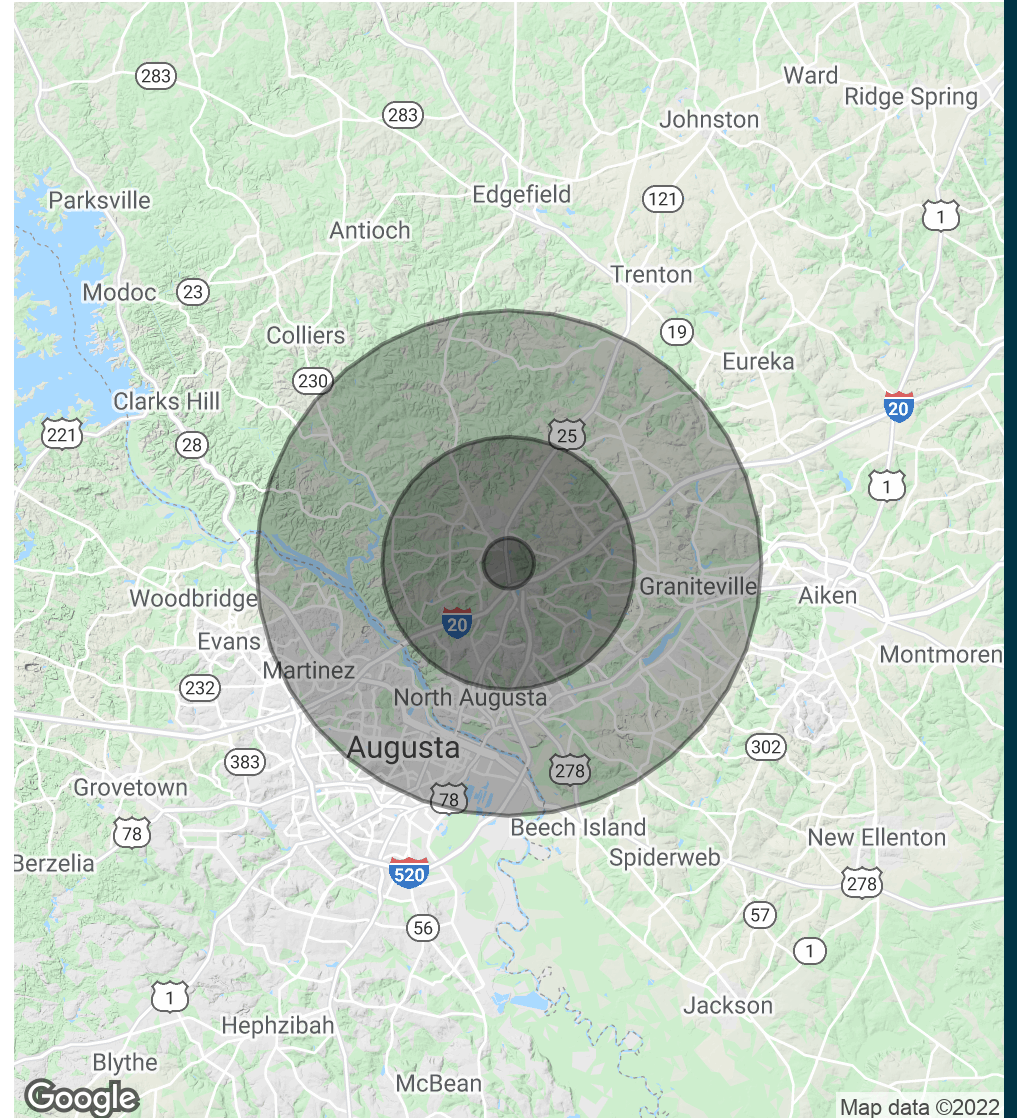 283
Ward
Ridge Spring
283
Johnston
Edgefield
Parksville
121
1
Antioch
Trenton
Modoc
23
19
Colliers
Eureka
230
Clarks Hill
20
221
25
28
1
Graniteville
Woodbridge
Aiken
20
Evans
Montmoren
Martinez
232
North Augusta
Augusta
302
383
278
Grovetown
78
78
Beech Island
New Ellenton
Spiderweb
Berzelia
520
278
57
56
1
1
Jackson
Hephzibah
Blythe
McBean
Google
Map data ©2022